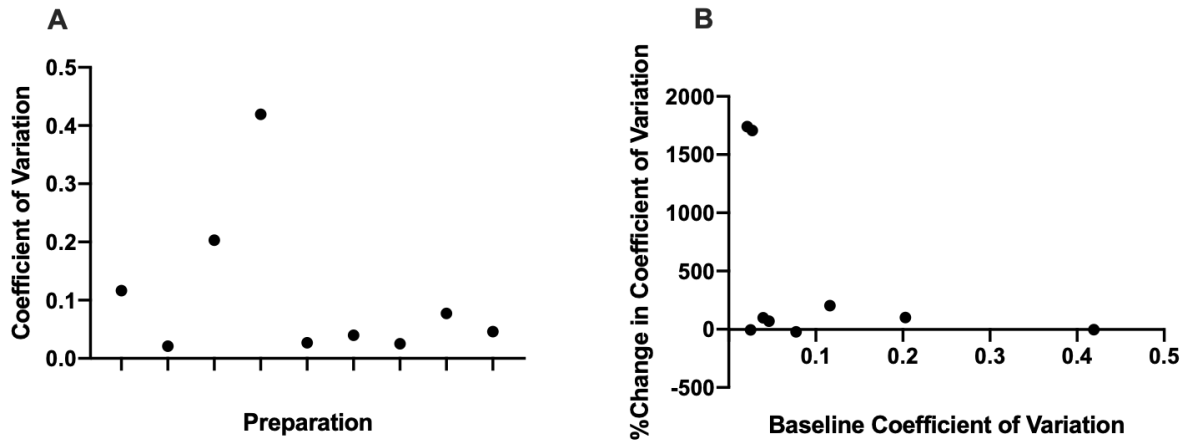 A
Coefficient of Variation
0.5
0.4
0.3
0.2
0.1
0.0
Preparation
B
%Change in Coefficient of Variation
2000
1500
1000
500
0
-500
0.1 0.2 0.3 0.4 0.5
Baseline Coefficient of Variation